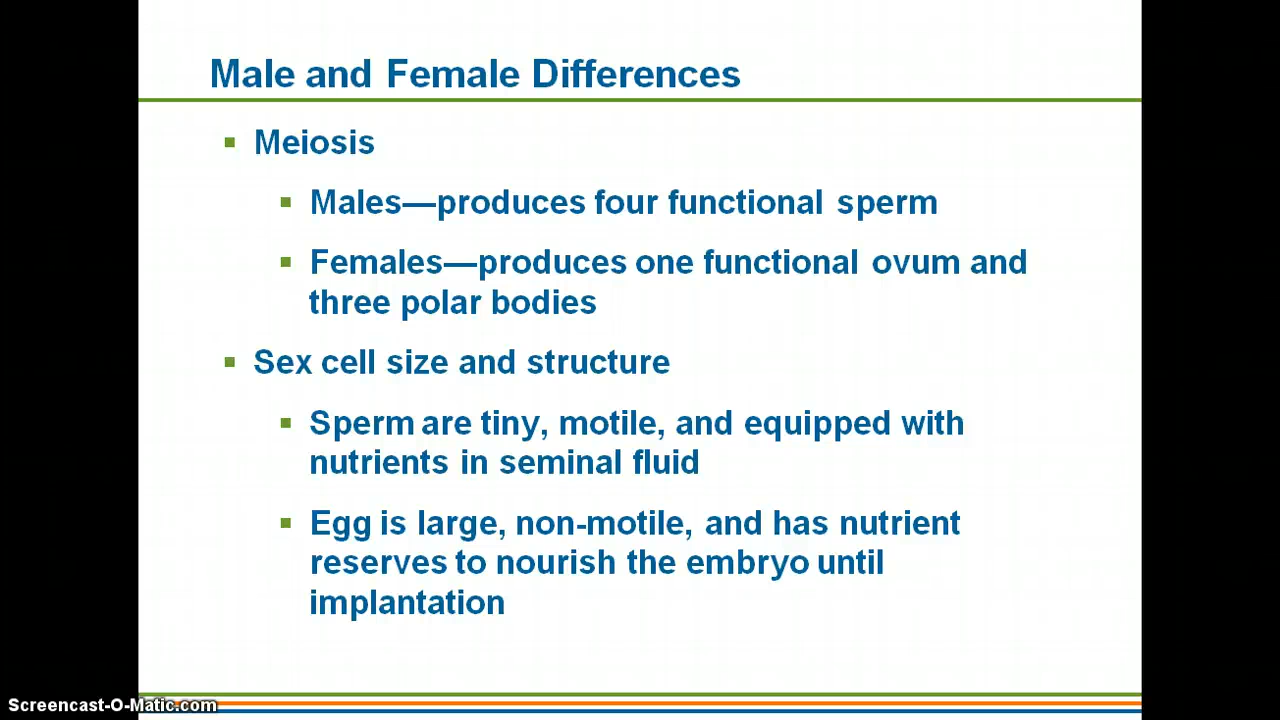 Male and Female Differences
Meiosis
Males—produces four functional sperm
Females—produces one functional ovum and
three polar bodies
Sex cell size and structure
Sperm are tiny, motile, and equipped with
nutrients in seminal fluid
Egg is large, non-motile, and has nutrient
reserves to nourish the embryo until
implantation
Screencast-O-Matic.com